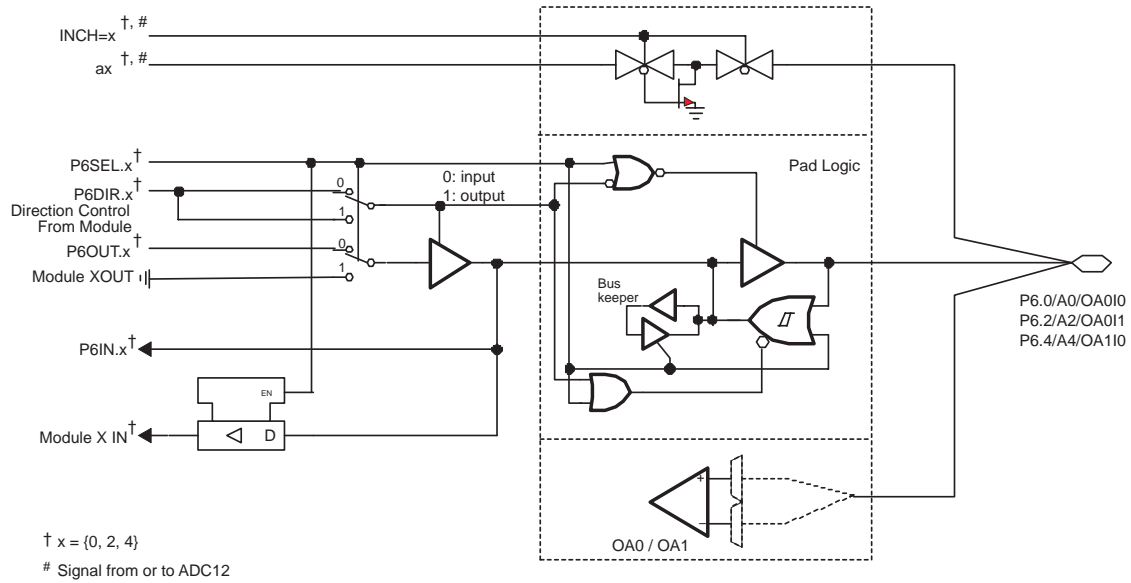 INCH=x †, #
ax †, #
P6SEL.x†
P6DIR.x†
Direction Control
From Module
P6OUT.x†
Module XOUT
P6IN.x†
Module X IN†
0
1
0
1
0: input
1: output
EN
D
Pad Logic
Bus
keeper
P6.0/A0/OA0I0
P6.2/A2/OA0I1
P6.4/A4/OA1I0
+
−
OA0 / OA1
† x = {0, 2, 4}
# Signal from or to ADC12